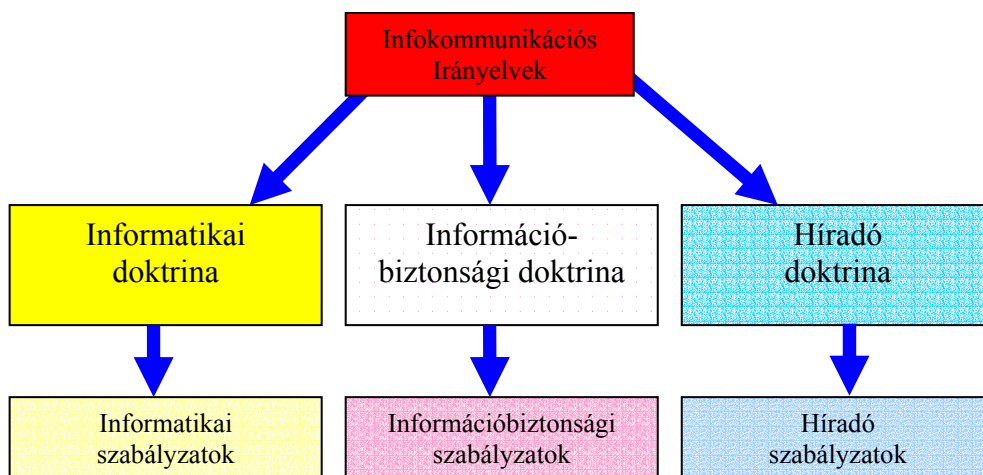 Infokommunikációs
Irányelvek
Informatikai
doktrina
Információ-
biztonsági doktrina
Híradó
doktrina
Informatikai
szabályzatok
Információbiztonsági
szabályzatok
Híradó
szabályzatok